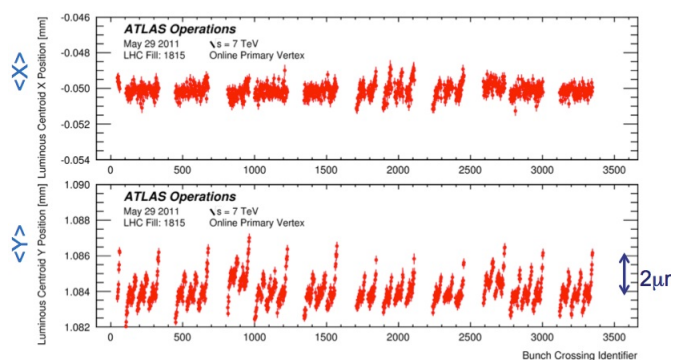 <X>
Luminous Centroid X Position [mm]
-0.046
-0.048
-0.050
-0.052
-0.054
ATLAS Operations
May 29 2011 √s = 7 TeV
LHC Fill: 1815 Online Primary Vertex
0 500 1000 1500 2000 2500 3000 3500
<Y>
Luminous Centroid Y Position [mm]
1.090
1.088
1.086
1.084
1.082
ATLAS Operations
May 29 2011 √s = 7 TeV
LHC Fill: 1815 Online Primary Vertex
2μr
0 500 1000 1500 2000 2500 3000 3500
Bunch Crossing Identifier